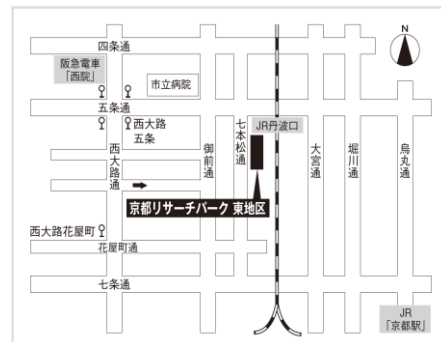 N
四条通
阪急電車
「西院」
市立病院
五条通
西大路
五条
七本松通
JR丹波口
西大路通
御前通
大宮通
堀川通
烏丸通
京都リサーチパーク 東地区
西大路花屋町
花屋町通
七条通
JR
「京都駅」